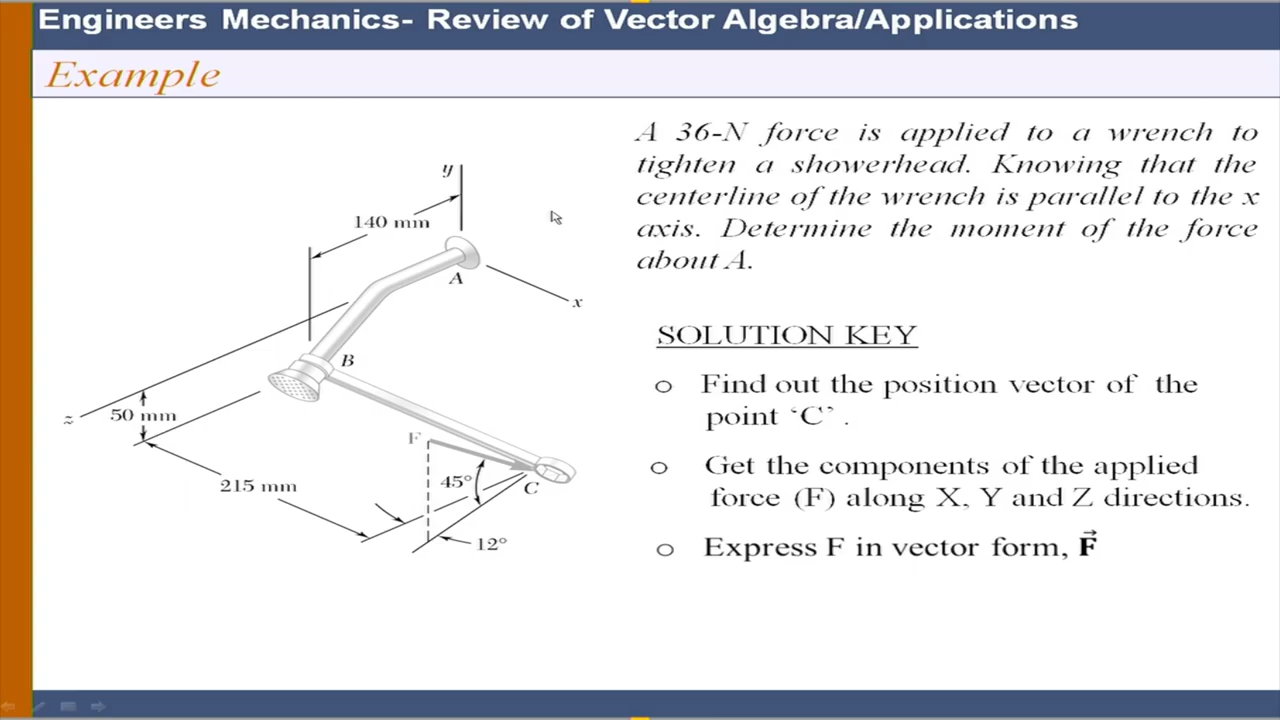 Engineers Mechanics- Review of Vector Algebra/Applications
Example
A 36-N force is applied to a wrench to
tighten a showerhead. Knowing that the
centerline of the wrench is parallel to the x
axis. Determine the moment of the force
about A.
SOLUTION KEY
o Find out the position vector of the
point ‘C’ .
o Get the components of the applied
force (F) along X, Y and Z directions.
o Express F in vector form, F⃗
y
140 mm
A
x
B
z
50 mm
F
45°
C
215 mm
12°